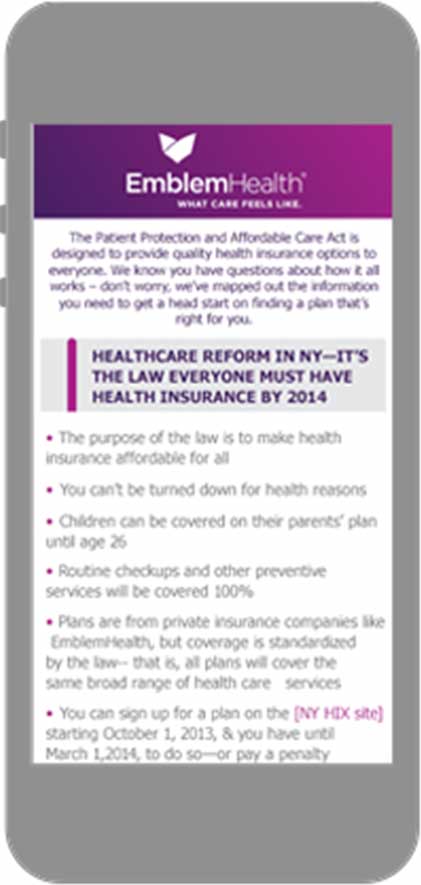 EmblemHealth®
WHAT CARE FEELS LIKE.
The Patient Protection and Affordable Care Act is
designed to provide quality health insurance options to
everyone. We know you have questions about how it all
works – don't worry, we've mapped out the information
you need to get a head start on finding a plan that's
right for you.
HEALTHCARE REFORM IN NY—IT'S
THE LAW EVERYONE MUST HAVE
HEALTH INSURANCE BY 2014
• The purpose of the law is to make health
insurance affordable for all
• You can't be turned down for health reasons
• Children can be covered on their parents' plan
until age 26
• Routine checkups and other preventive
services will be covered 100%
• Plans are from private insurance companies like
EmblemHealth, but coverage is standardized
by the law-- that is, all plans will cover the
same broad range of health care services
• You can sign up for a plan on the [NY HIX site]
starting October 1, 2013, & you have until
March 1,2014, to do so—or pay a penalty